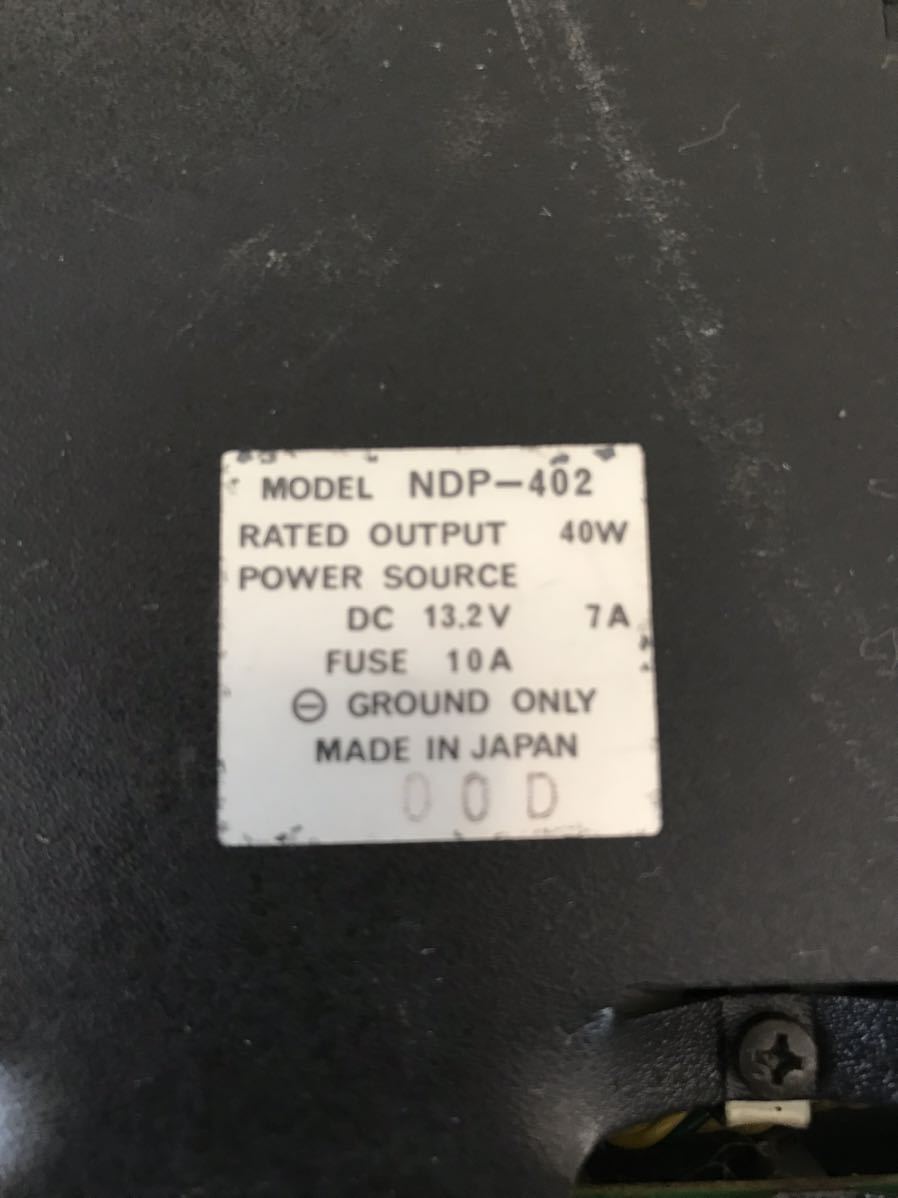 MODEL NDP-402
RATED OUTPUT 40W
POWER SOURCE
DC 13.2V 7A
FUSE 10A
⊖ GROUND ONLY
MADE IN JAPAN
00D